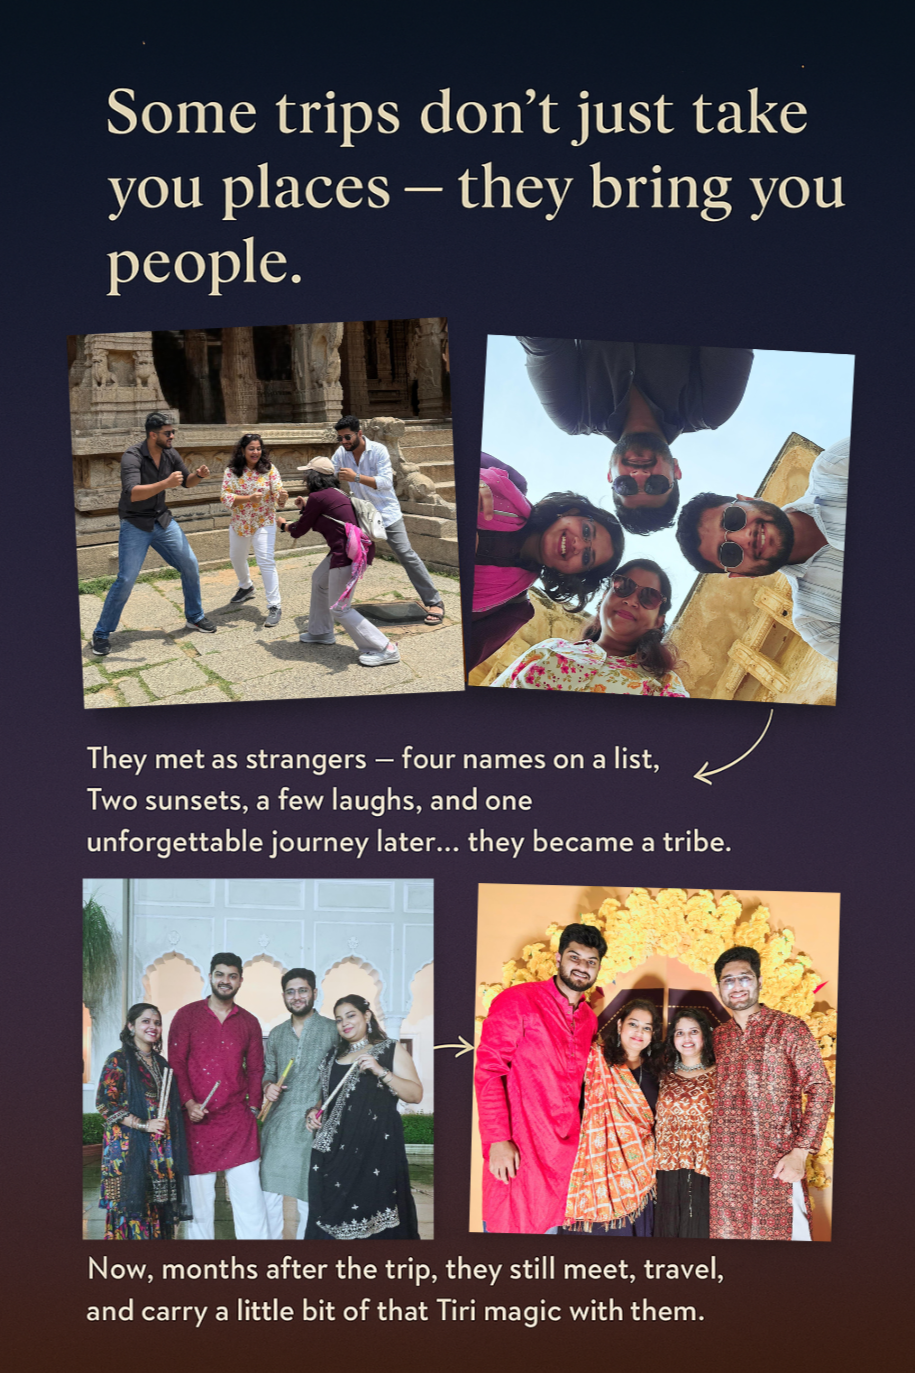 Some trips don’t just take
you places — they bring you
people.
They met as strangers — four names on a list,
Two sunsets, a few laughs, and one
unforgettable journey later... they became a tribe.
Now, months after the trip, they still meet, travel,
and carry a little bit of that Tiri magic with them.